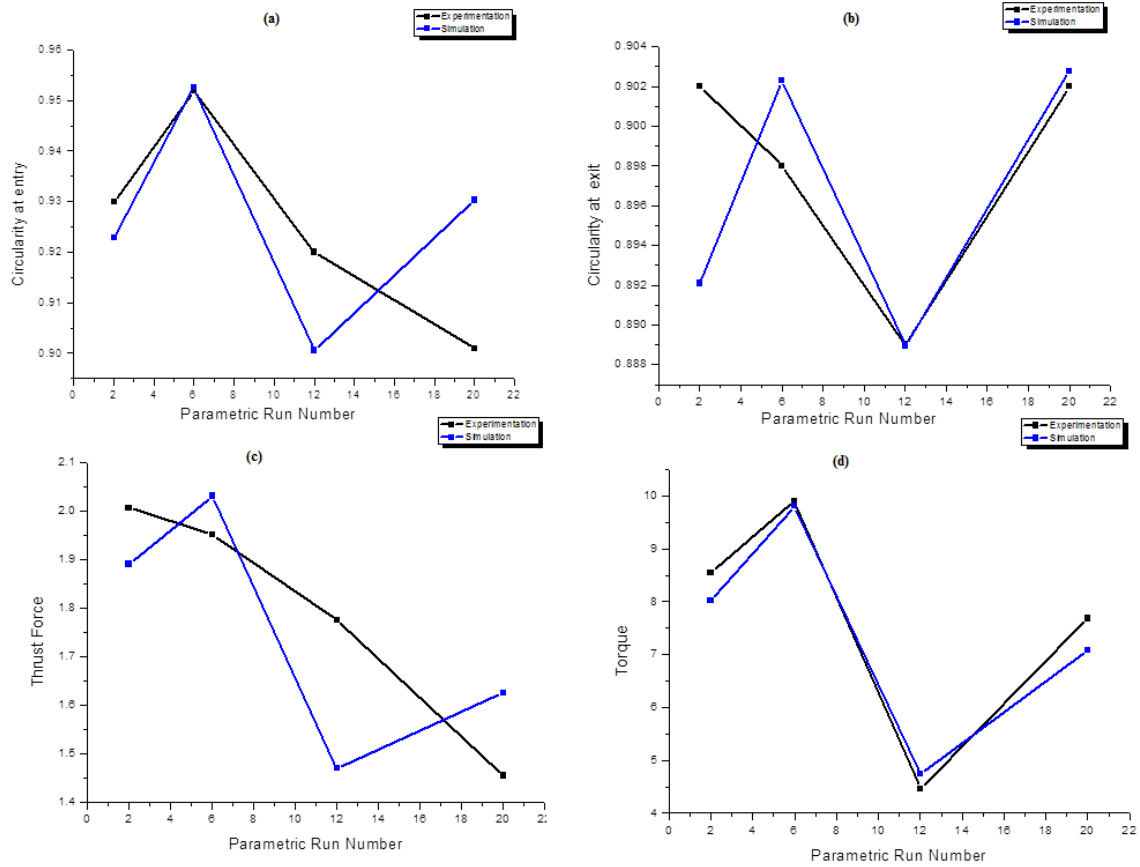 (a)
Experimentation
Simulation
0.96
0.95
0.94
0.93
0.92
0.91
0.90
Circularity at entry
0 2 4 6 8 10 12 14 16 18 20 22
Parametric Run Number
(b)
Experimentation
Simulation
0.904
0.902
0.900
0.898
0.896
0.894
0.892
0.890
0.888
Circularity at exit
0 2 4 6 8 10 12 14 16 18 20 22
Parametric Run Number
(c)
Experimentation
Simulation
2.1
2.0
1.9
1.8
1.7
1.6
1.5
1.4
Thrust Force
0 2 4 6 8 10 12 14 16 18 20 22
Parametric Run Number
(d)
Experimentation
Simulation
10
9
8
7
6
5
4
Torque
0 2 4 6 8 10 12 14 16 18 20 22
Parametric Run Number